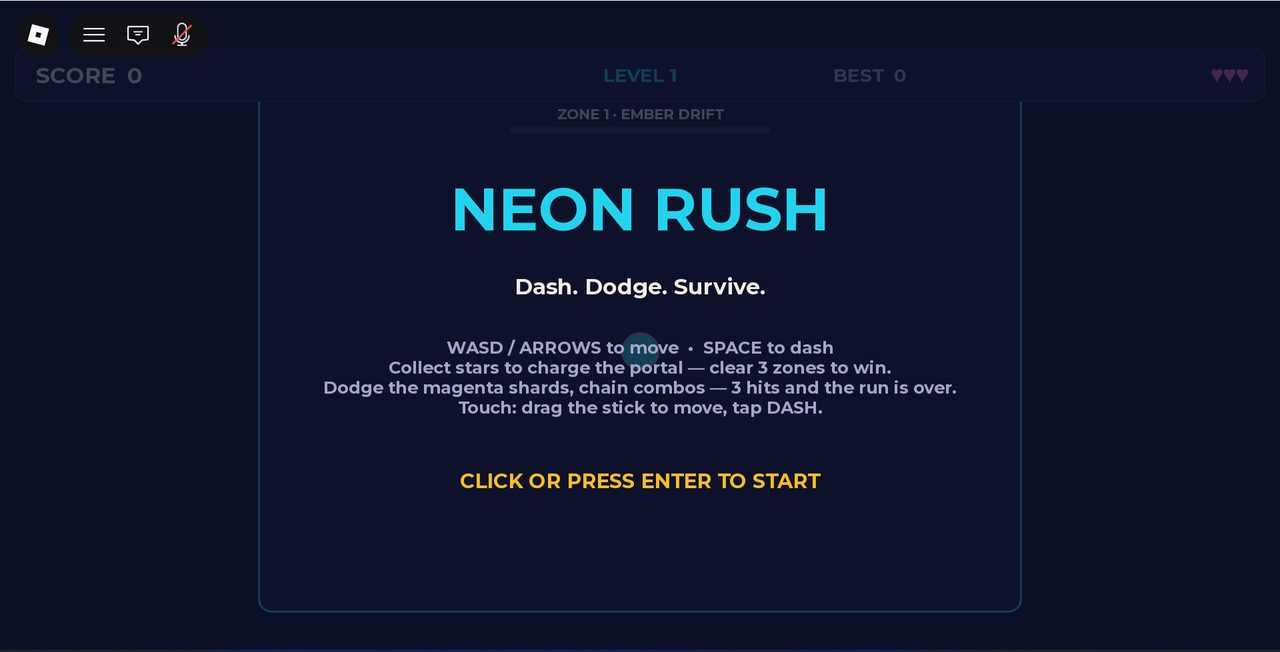 SCORE 0
LEVEL 1
BEST 0
ZONE 1 · EMBER DRIFT
NEON RUSH
Dash. Dodge. Survive.
WASD / ARROWS to move • SPACE to dash
Collect stars to charge the portal — clear 3 zones to win.
Dodge the magenta shards, chain combos — 3 hits and the run is over.
Touch: drag the stick to move, tap DASH.
CLICK OR PRESS ENTER TO START